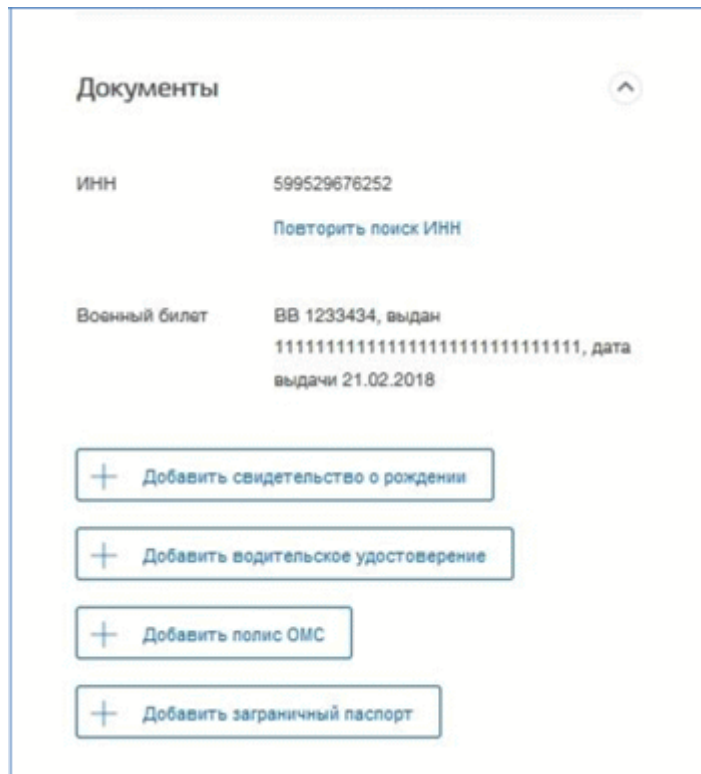 Документы
ИНН
599529676252
Повторить поиск ИНН
Военный билет
ВВ 1233434, выдан
1111111111111111111111111111111, дата
выдачи 21.02.2018
Добавить свидетельство о рождении
Добавить водительское удостоверение
Добавить полис ОМС
Добавить заграничный паспорт